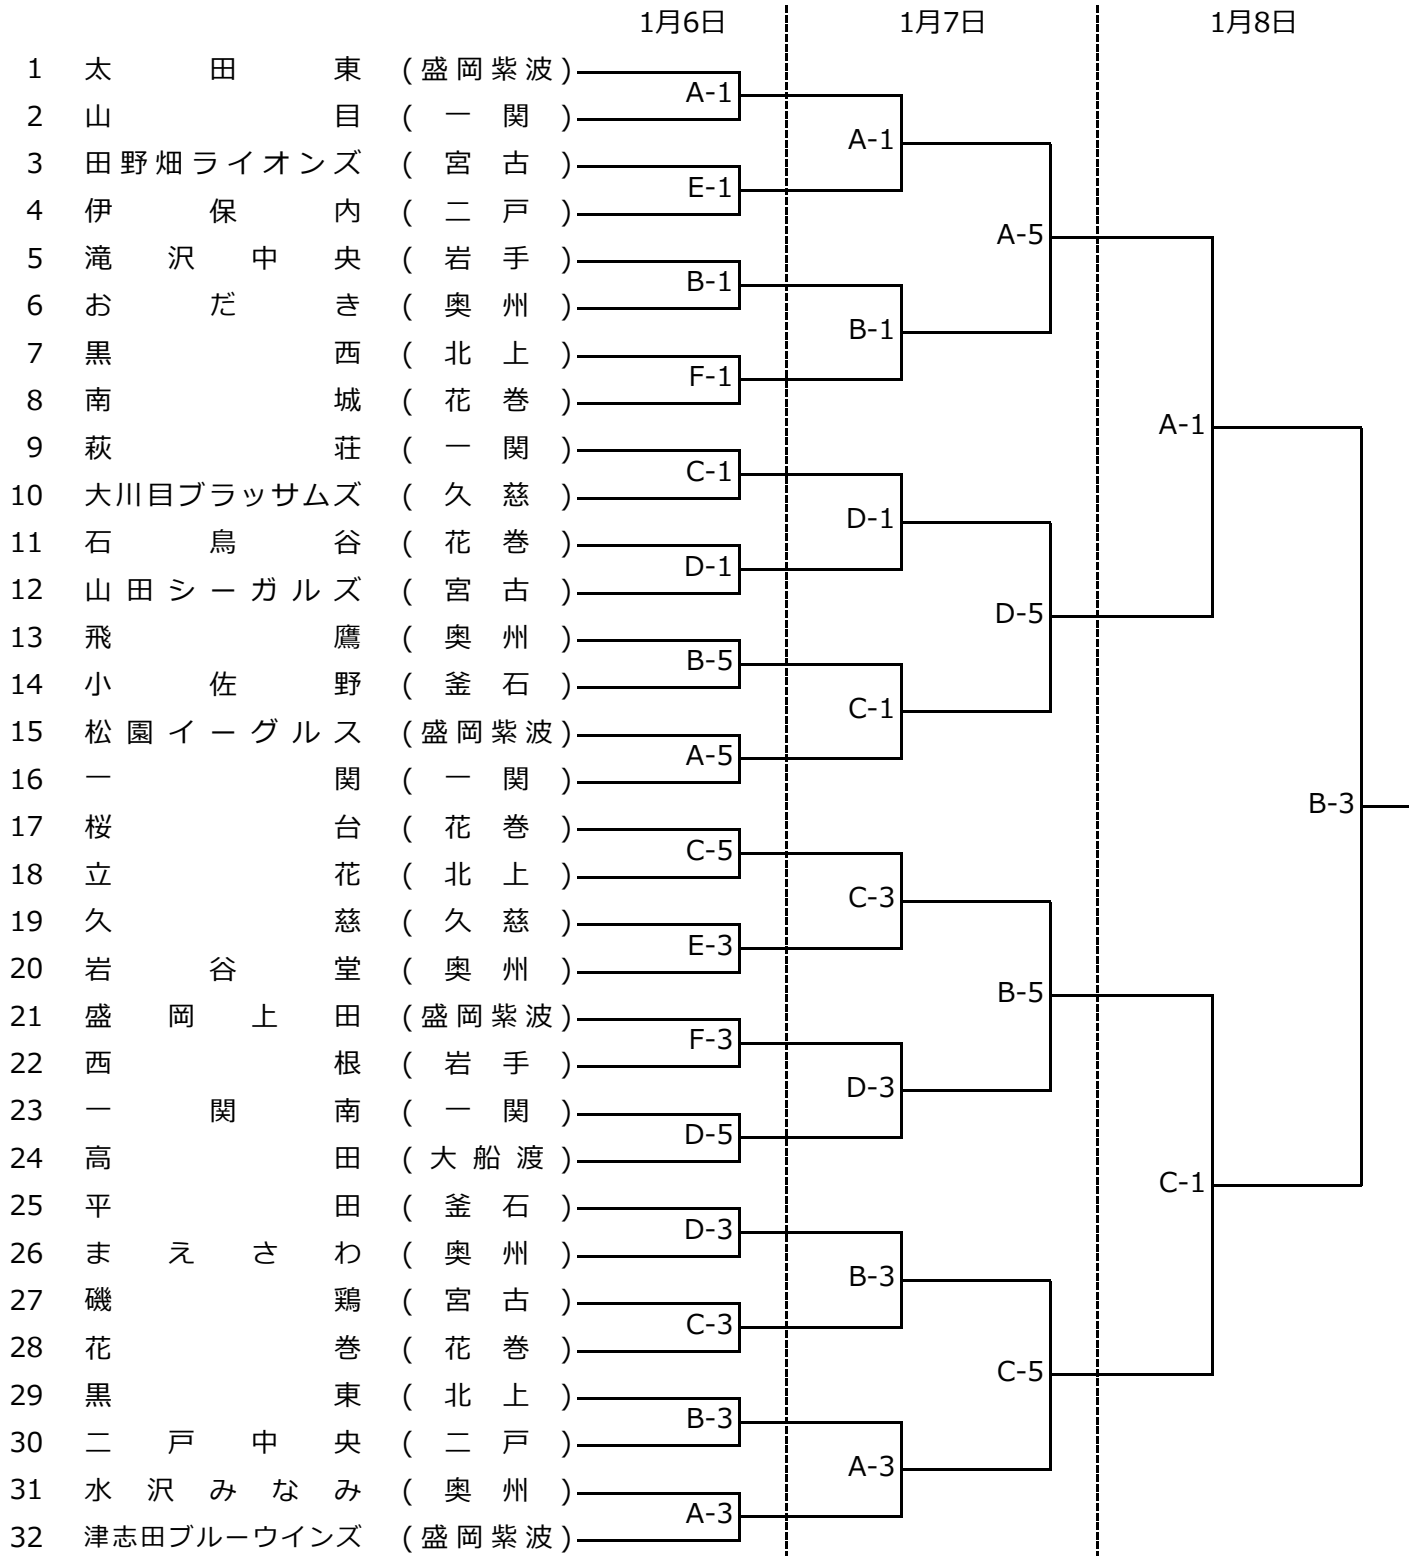 1月6日 1月7日 1月8日
1 太田東 (盛岡紫波)
A-1
2 山目 (一関)
A-1
3 田野畑ライオンズ (宮古)
E-1
4 伊保内 (二戸)
A-5
5 滝沢中央 (岩手)
B-1
6 おだき (奥州)
B-1
7 黒西 (北上)
F-1
8 南城 (花巻)
A-1
9 萩荘 (一関)
C-1
10 大川目ブラッサムズ (久慈)
D-1
11 石鳥谷 (花巻)
D-1
12 山田シーガルズ (宮古)
D-5
13 飛鷹 (奥州)
B-5
14 小佐野 (釜石)
C-1
15 松園イーグルス (盛岡紫波)
A-5
16 一関 (一関)
B-3
17 桜台 (花巻)
C-5
18 立花 (北上)
C-3
19 久慈 (久慈)
E-3
20 岩谷堂 (奥州)
B-5
21 盛岡上田 (盛岡紫波)
F-3
22 西根 (岩手)
D-3
23 一関南 (一関)
D-5
24 高田 (大船渡)
C-1
25 平田 (釜石)
D-3
26 まえさわ (奥州)
B-3
27 磯鶏 (宮古)
C-3
28 花巻 (花巻)
C-5
29 黒東 (北上)
B-3
30 二戸中央 (二戸)
A-3
31 水沢みなみ (奥州)
A-3
32 津志田ブルーウインズ (盛岡紫波)